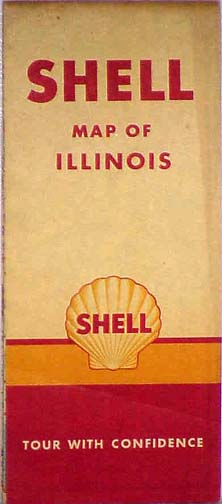 SHELL
MAP OF
ILLINOIS
SHELL
TOUR WITH CONFIDENCE